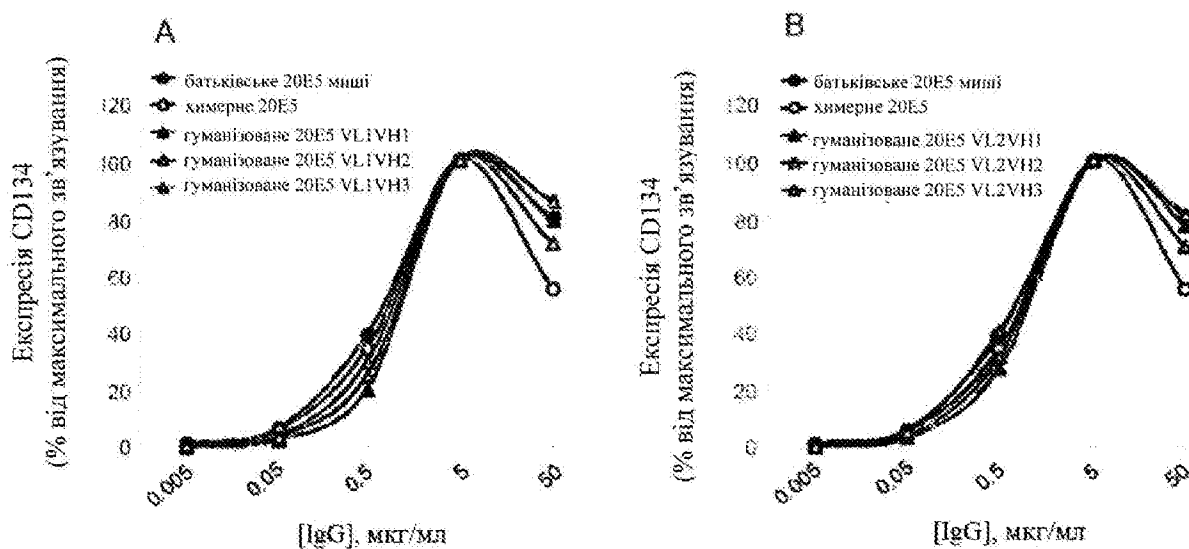 A
батьківське 20E5 миші
химерне 20E5
гуманізоване 20E5 VL1VH1
гуманізоване 20E5 VL1VH2
гуманізоване 20E5 VL1VH3
120
100
80
60
40
20
0
Експресія CD134
(% від максимального зв'язування)
0.005
0.05
0.5
5
50
[IgG], мкг/мл
B
батьківське 20E5 миші
химерне 20E5
гуманізоване 20E5 VL2VH1
гуманізоване 20E5 VL2VH2
гуманізоване 20E5 VL2VH3
120
100
80
60
40
20
0
Експресія CD134
(% від максимального зв'язування)
0.005
0.05
0.5
5
50
[IgG], мкг/мл